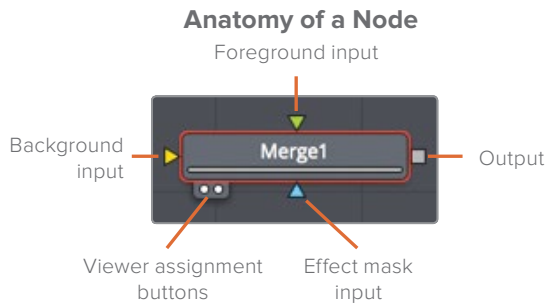 Anatomy of a Node
Foreground input
Background
input
Merge1
Output
Viewer assignment
buttons
Effect mask
input